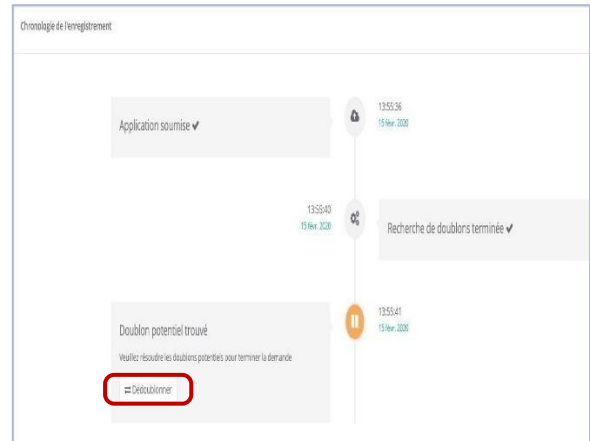 Chronologie de l'enregistrement
13:55:36
Application soumise ✔
15 févr. 2020
13:55:40
15 févr. 2020
Recherche de doublons terminée ✔
13:55:41
Doublon potentiel trouvé
15 févr. 2020
Veuillez résoudre les doublons potentiels pour terminer la demande
⇄ Dédoublonner